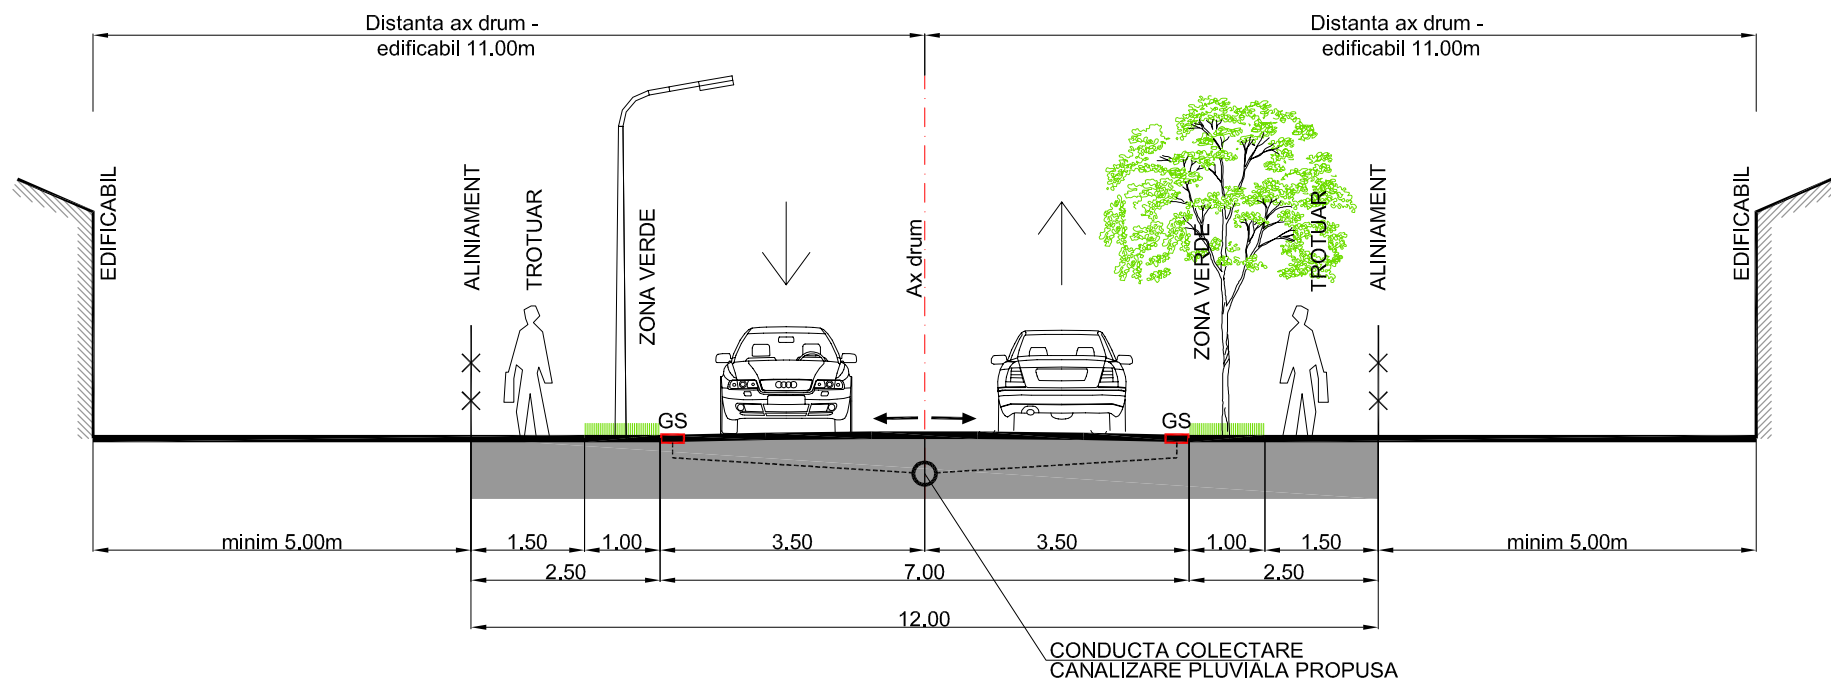 Distanta ax drum -
edificabil 11.00m
Distanta ax drum -
edificabil 11.00m
EDIFICABIL
ALINIAMENT
TROTUAR
ZONA VERDE
Ax drum
ZONA VERDE
TROTUAR
ALINIAMENT
EDIFICABIL
GS
GS
minim 5.00m
1.50
1.00
3.50
3.50
1.00
1.50
minim 5.00m
2.50
7.00
2.50
12.00
CONDUCTA COLECTARE
CANALIZARE PLUVIALA PROPUSA